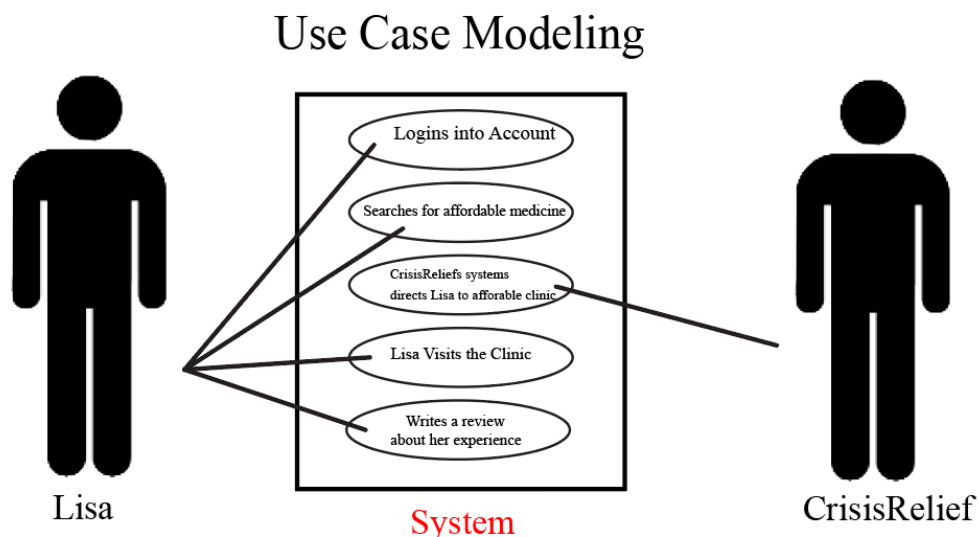 Use Case Modeling
Logins into Account
Searches for affordable medicine
CrisisReliefs systems
directs Lisa to afforable clinic
Lisa Visits the Clinic
Writes a review
about her experience
Lisa
System
CrisisRelief